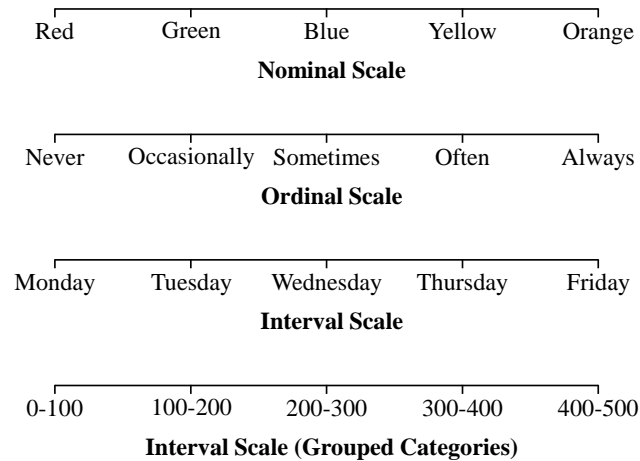 Red Green Blue Yellow Orange
Nominal Scale
Never Occasionally Sometimes Often Always
Ordinal Scale
Monday Tuesday Wednesday Thursday Friday
Interval Scale
0-100 100-200 200-300 300-400 400-500
Interval Scale (Grouped Categories)